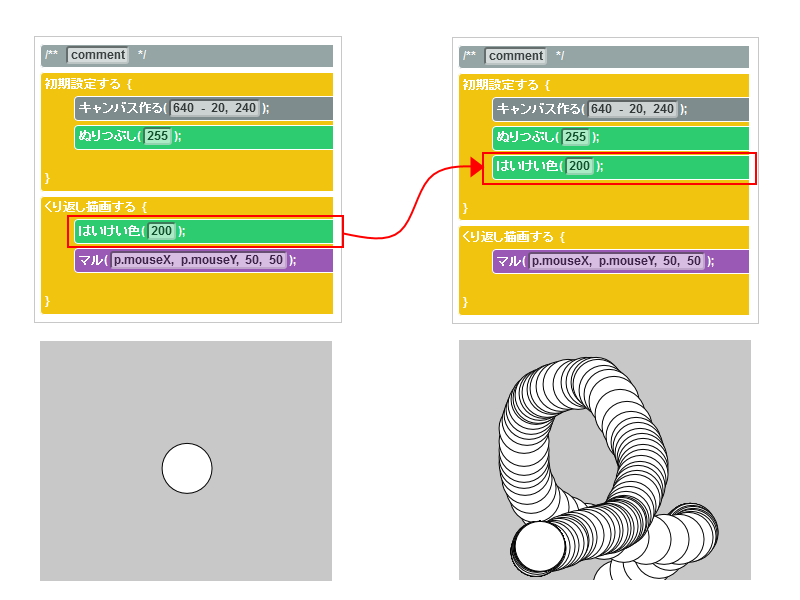 /** comment */
初期設定する {
キャンバス作る( 640 - 20, 240 );
ぬりつぶし( 255 );
}
くり返し描画する {
はいけい色( 200 );
マル( p.mouseX, p.mouseY, 50, 50 );
}
/** comment */
初期設定する {
キャンバス作る( 640 - 20, 240 );
ぬりつぶし( 255 );
はいけい色( 200 );
}
くり返し描画する {
マル( p.mouseX, p.mouseY, 50, 50 );
}